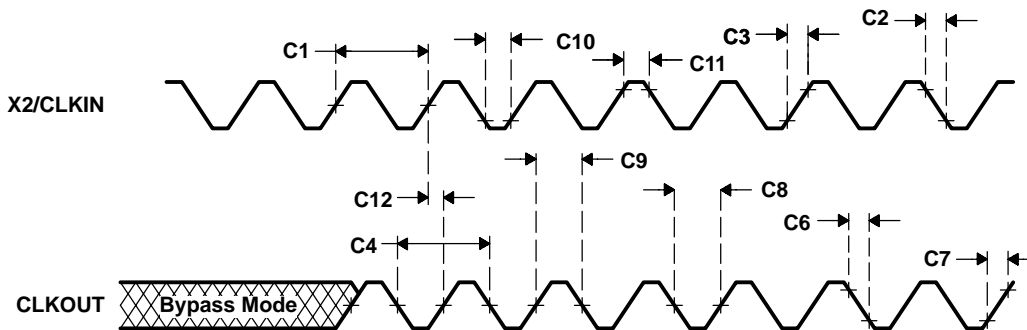 C1
C10
C11
C3
C2
X2/CLKIN
C9
C12
C8
C4
C6
C7
CLKOUT
Bypass Mode